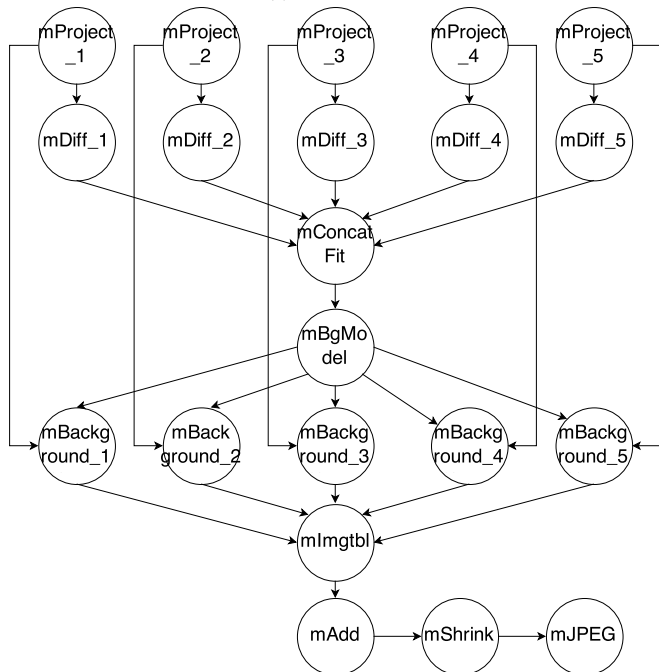 mProject
_1
mProject
_2
mProject
_3
mProject
_4
mProject
_5
mDiff_1
mDiff_2
mDiff_3
mDiff_4
mDiff_5
mConcat
Fit
mBgMo
del
mBackg
round_1
mBack
ground_2
mBackg
round_3
mBackg
round_4
mBackg
round_5
mImgtbl
mAdd
mShrink
mJPEG